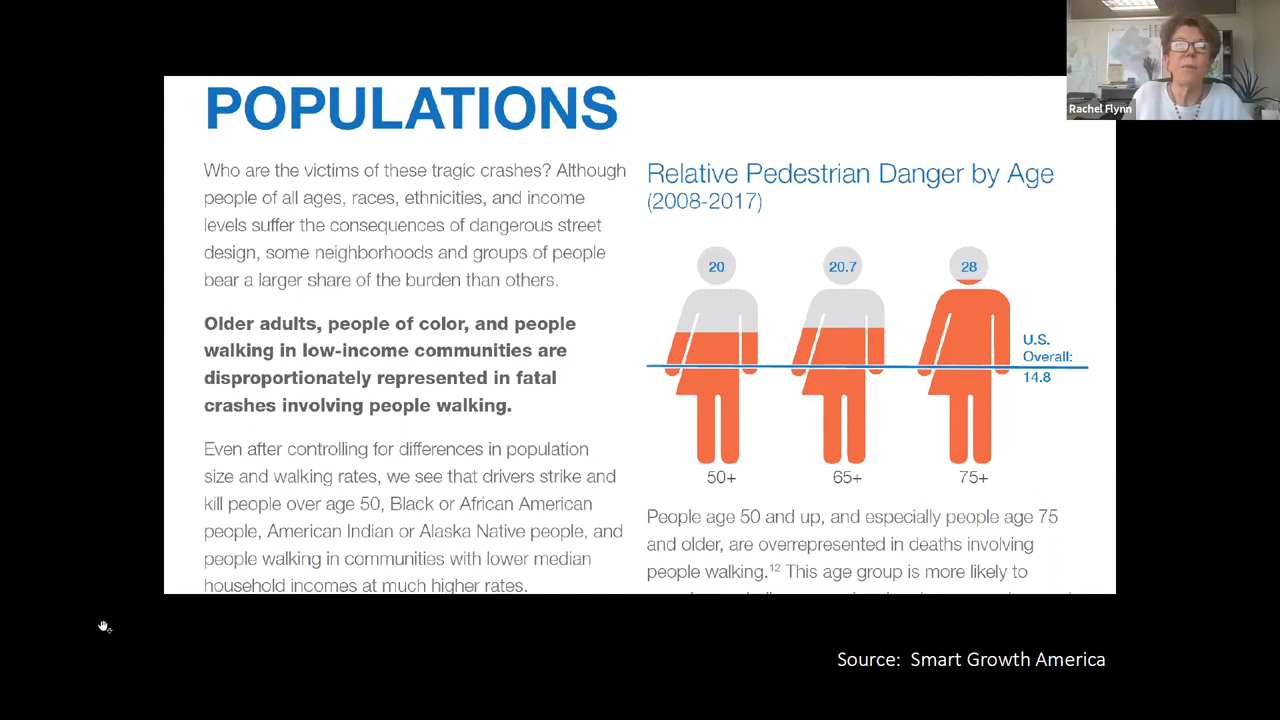 POPULATIONS
Who are the victims of these tragic crashes? Although
people of all ages, races, ethnicities, and income
levels suffer the consequences of dangerous street
design, some neighborhoods and groups of people
bear a larger share of the burden than others.
Older adults, people of color, and people
walking in low-income communities are
disproportionately represented in fatal
crashes involving people walking.
Even after controlling for differences in population
size and walking rates, we see that drivers strike and
kill people over age 50, Black or African American
people, American Indian or Alaska Native people, and
people walking in communities with lower median
household incomes at much higher rates.
Relative Pedestrian Danger by Age
(2008-2017)
20
20.7
28
U.S.
Overall:
14.8
50+
65+
75+
People age 50 and up, and especially people age 75
and older, are overrepresented in deaths involving
people walking.12 This age group is more likely to
Rachel Flynn
Source: Smart Growth America